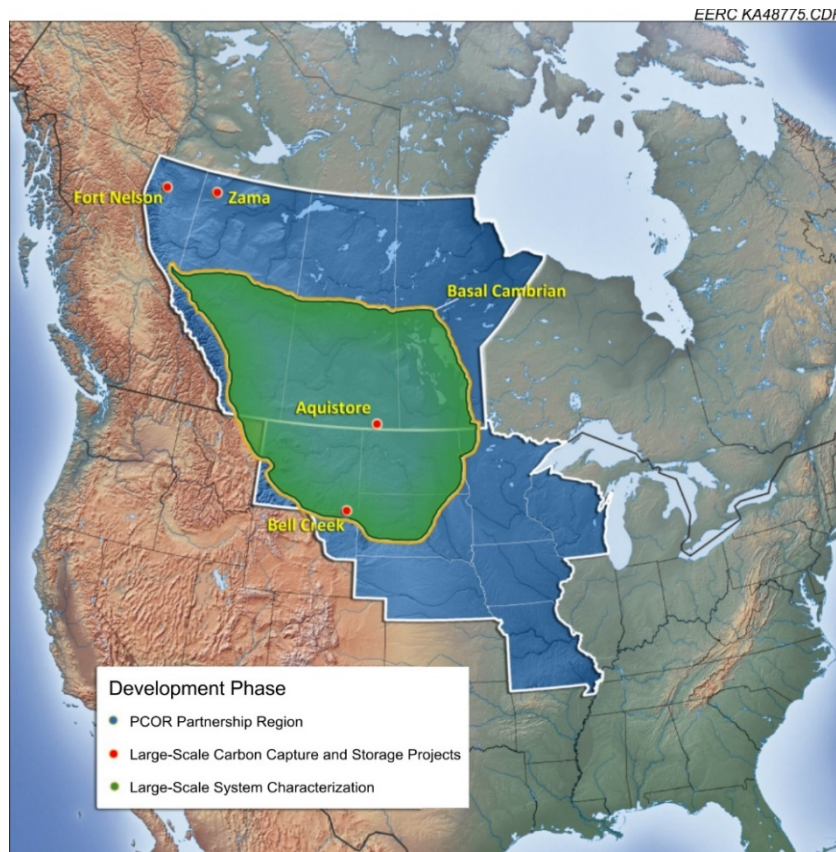 EERC KA48775.CDR
Fort Nelson
Zama
Basal Cambrian
Aquistore
Bell Creek
Development Phase
PCOR Partnership Region
Large-Scale Carbon Capture and Storage Projects
Large-Scale System Characterization